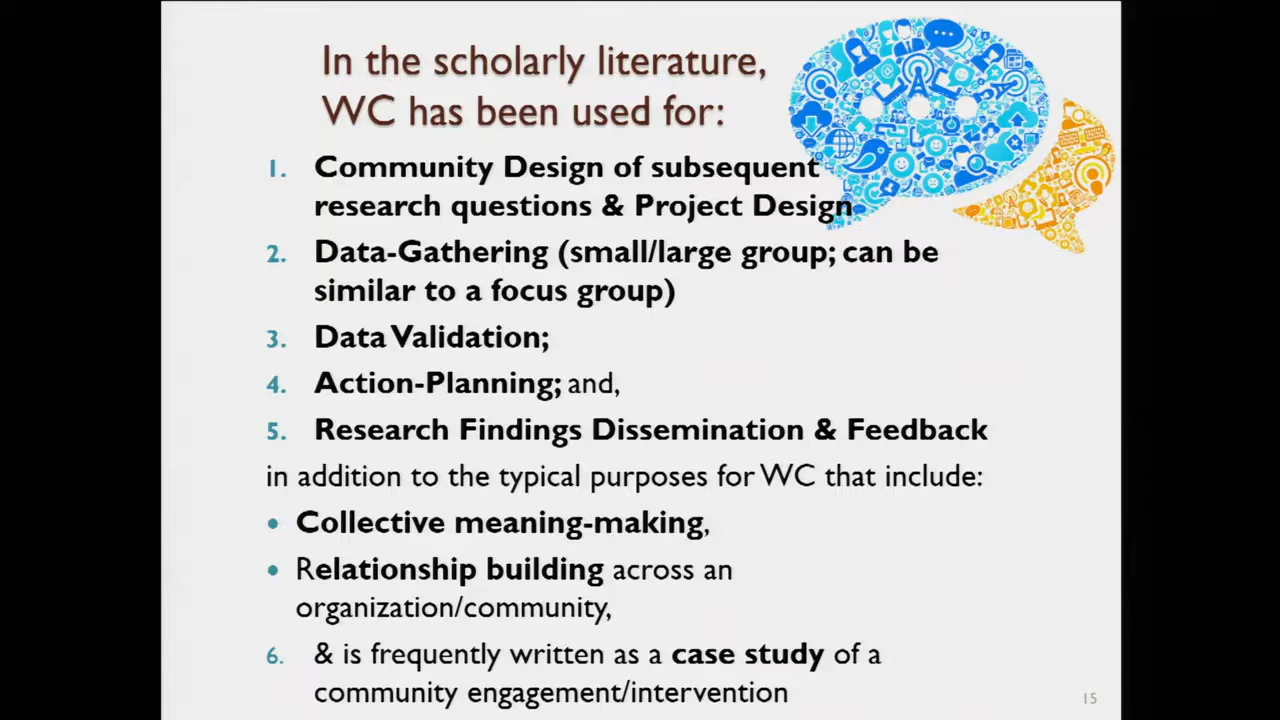 In the scholarly literature,
WC has been used for:
1. Community Design of subsequent
research questions & Project Design
2. Data-Gathering (small/large group; can be
similar to a focus group)
3. Data Validation;
4. Action-Planning; and,
5. Research Findings Dissemination & Feedback
in addition to the typical purposes for WC that include:
• Collective meaning-making,
• Relationship building across an
organization/community,
6. & is frequently written as a case study of a
community engagement/intervention
15